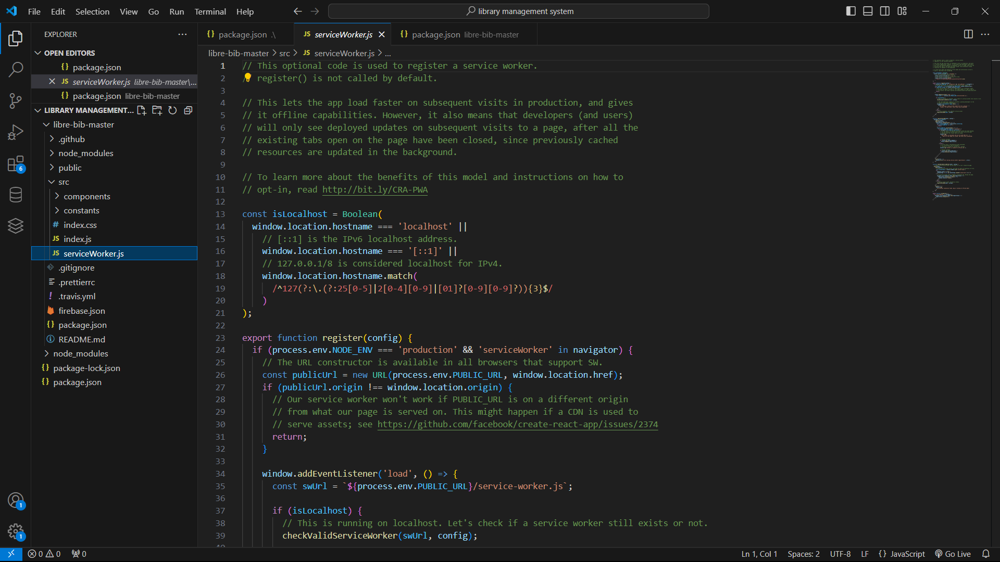 File Edit Selection View Go Run Terminal Help
library management system
EXPLORER
OPEN EDITORS
{} package.json
JS serviceWorker.js libre-bib-master\...
{} package.json libre-bib-master
LIBRARY MANAGEMENT...
libre-bib-master
.github
node_modules
public
src
components
constants
# index.css
JS index.js
JS serviceWorker.js
.gitignore
.prettierrc
! .travis.yml
firebase.json
{} package.json
README.md
node_modules
{} package-lock.json
{} package.json
6
1
1
{} package.json .\
JS serviceWorker.js
{} package.json libre-bib-master
libre-bib-master > src > JS serviceWorker.js > ...
1 // This optional code is used to register a service worker.
2 // register() is not called by default.
3
4 // This lets the app load faster on subsequent visits in production, and gives
5 // it offline capabilities. However, it also means that developers (and users)
6 // will only see deployed updates on subsequent visits to a page, after all the
7 // existing tabs open on the page have been closed, since previously cached
8 // resources are updated in the background.
9
10 // To learn more about the benefits of this model and instructions on how to
11 // opt-in, read http://bit.ly/CRA-PWA
12
13 const isLocalhost = Boolean(
14 window.location.hostname === 'localhost' ||
15 // [::1] is the IPv6 localhost address.
16 window.location.hostname === '[::1]' ||
17 // 127.0.0.1/8 is considered localhost for IPv4.
18 window.location.hostname.match(
19 /^127(?:\.(?:25[0-5]|2[0-4][0-9]|[01]?[0-9][0-9]?)){3}$/
20 )
21 );
22
23 export function register(config) {
24 if (process.env.NODE_ENV === 'production' && 'serviceWorker' in navigator) {
25 // The URL constructor is available in all browsers that support SW.
26 const publicUrl = new URL(process.env.PUBLIC_URL, window.location.href);
27 if (publicUrl.origin !== window.location.origin) {
28 // Our service worker won't work if PUBLIC_URL is on a different origin
29 // from what our page is served on. This might happen if a CDN is used to
30 // serve assets; see https://github.com/facebook/create-react-app/issues/2374
31 return;
32 }
33
34 window.addEventListener('load', () => {
35 const swUrl = `${process.env.PUBLIC_URL}/service-worker.js`;
36
37 if (isLocalhost) {
38 // This is running on localhost. Let's check if a service worker still exists or not.
39 checkValidServiceWorker(swUrl, config);
0 0 0
Ln 1, Col 1 Spaces: 2 UTF-8 LF {} JavaScript Go Live